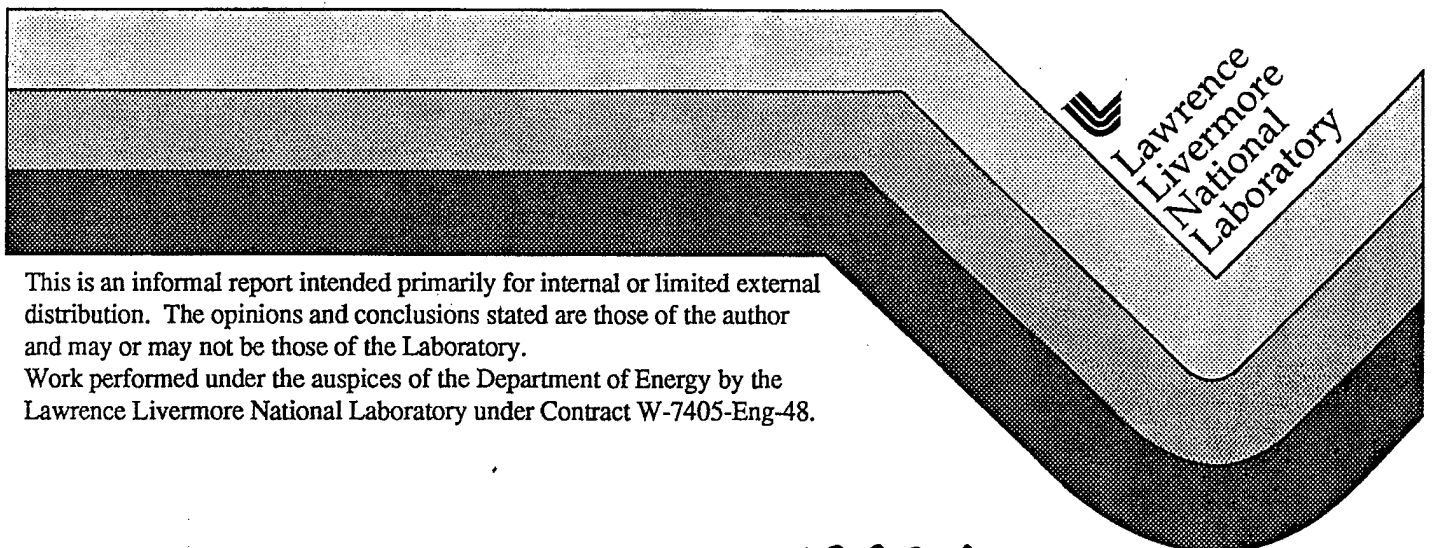 Lawrence
Livermore
National
Laboratory
This is an informal report intended primarily for internal or limited external
distribution. The opinions and conclusions stated are those of the author
and may or may not be those of the Laboratory.
Work performed under the auspices of the Department of Energy by the
Lawrence Livermore National Laboratory under Contract W-7405-Eng-48.